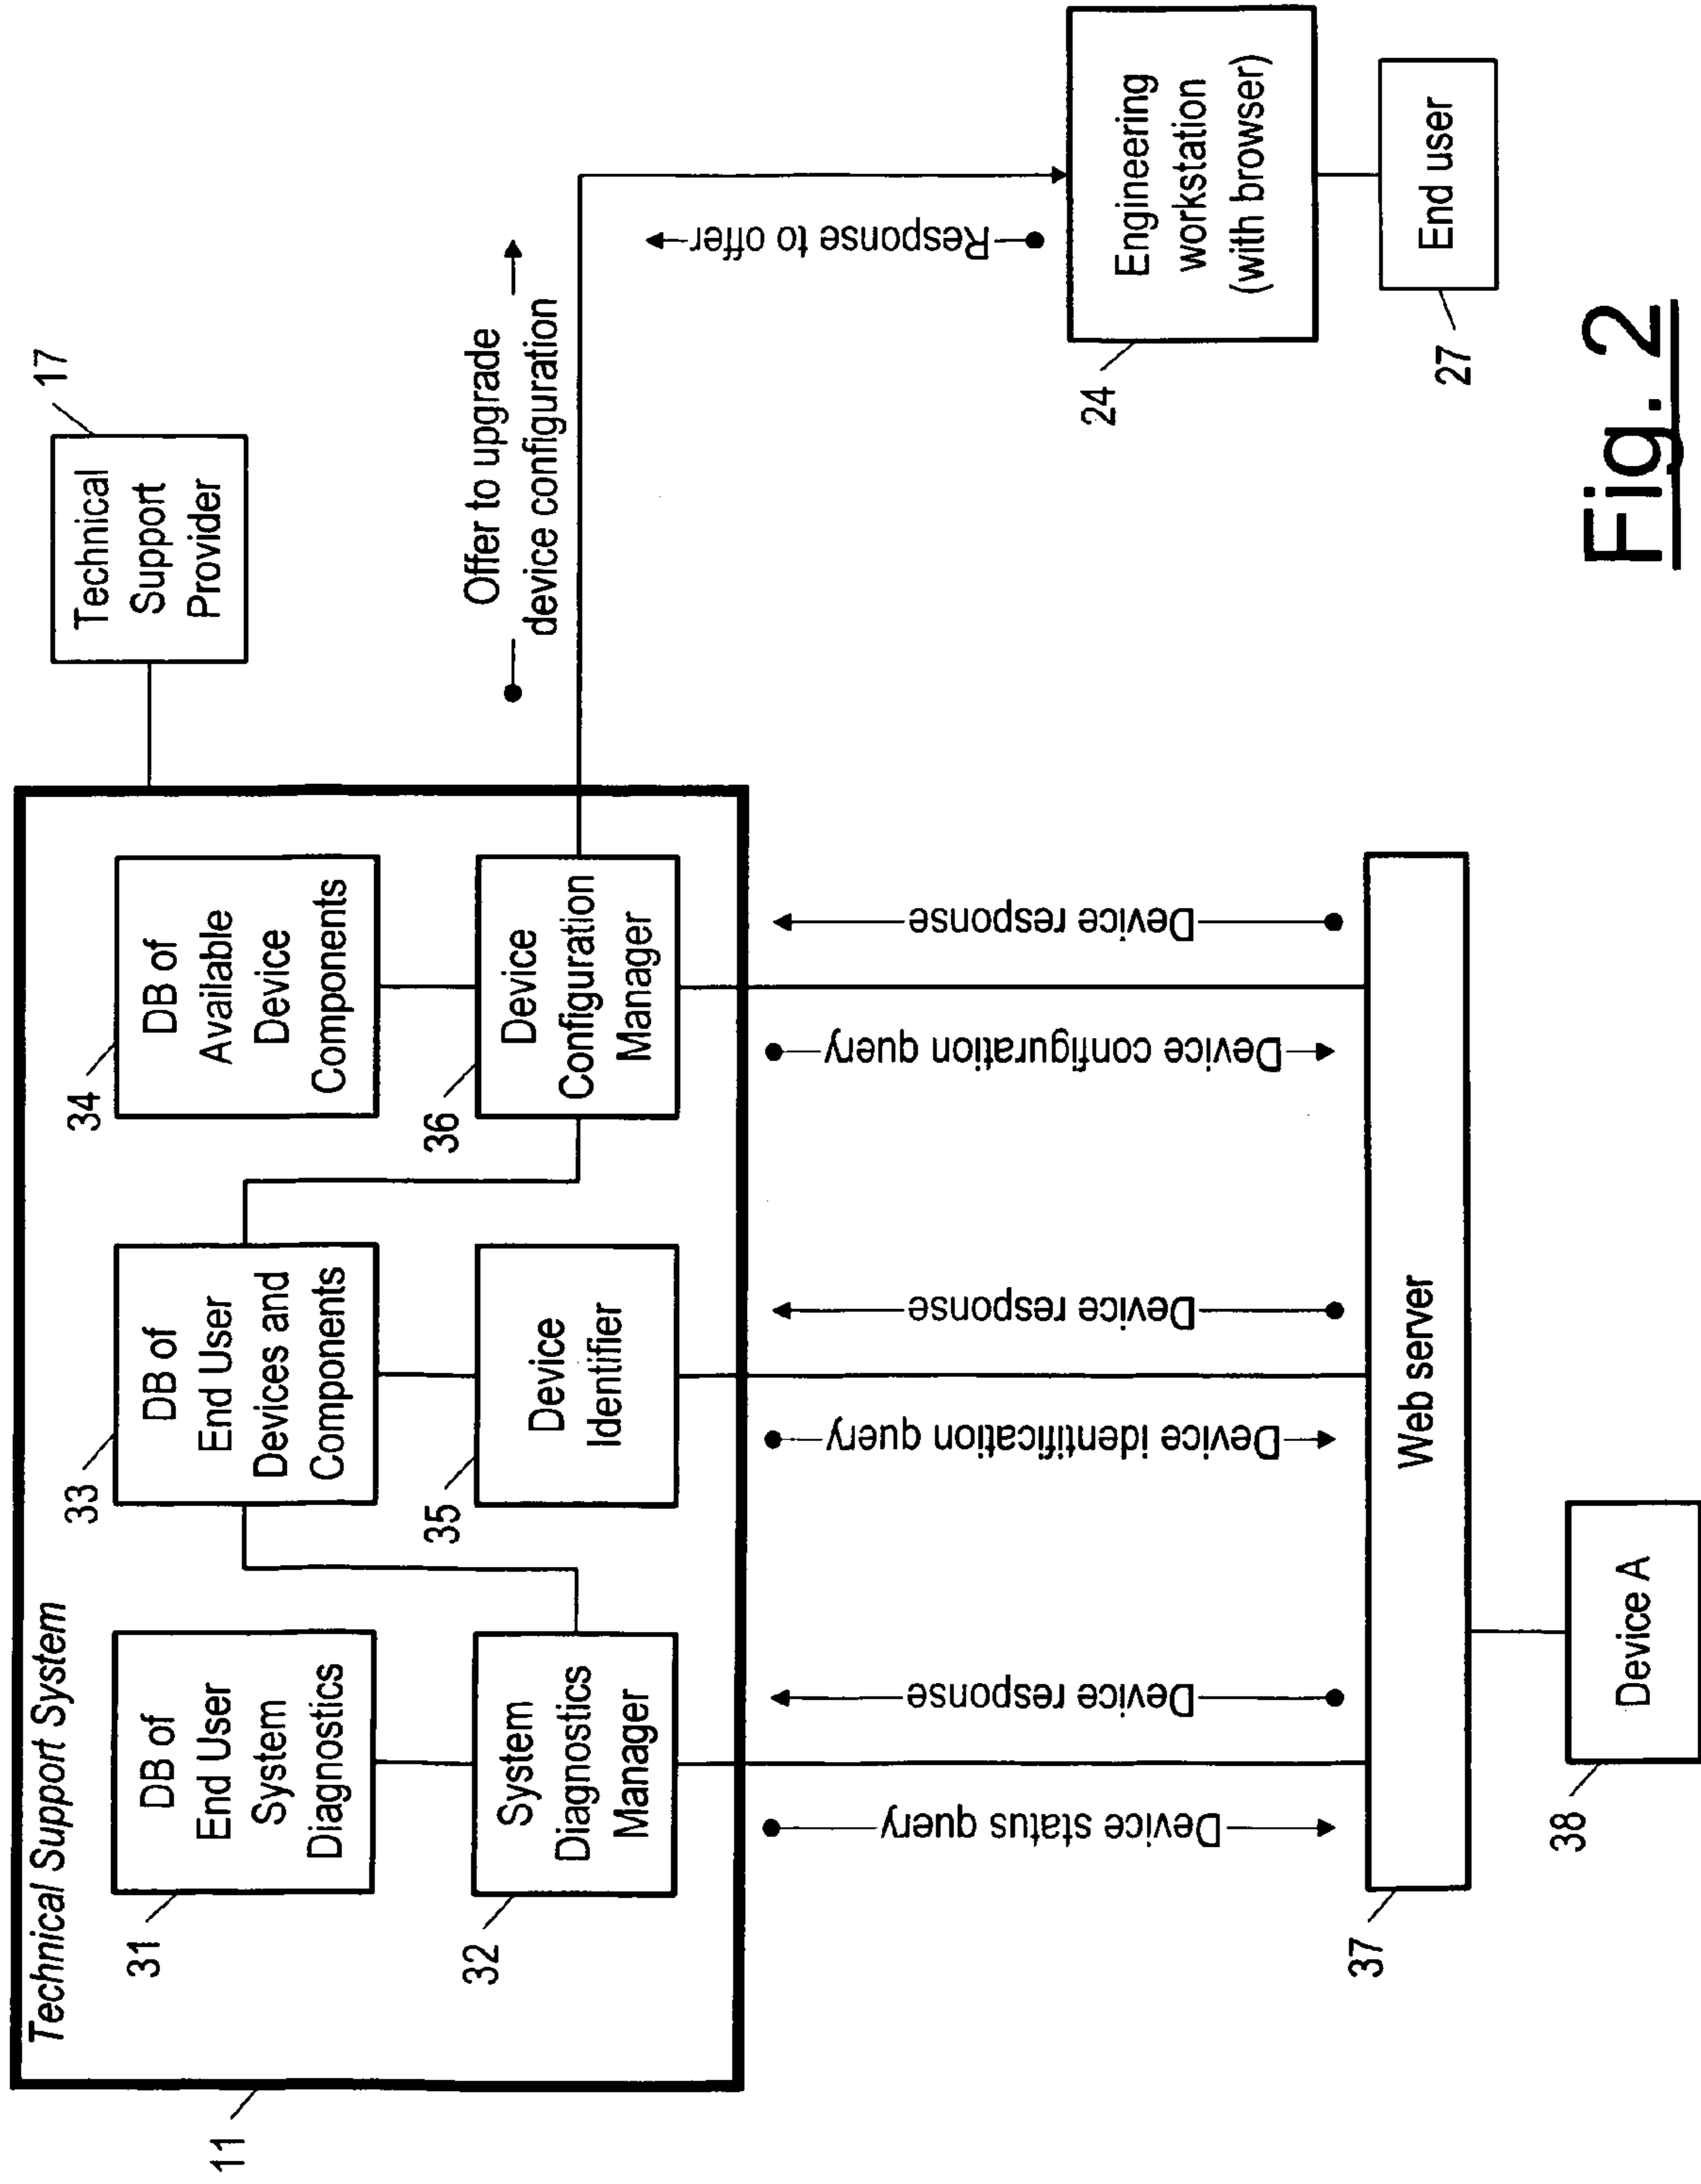 Technical Support System
11
31
DB of
End User
System
Diagnostics
33
DB of
End User
Devices and
Components
34
DB of
Available
Device
Components
Technical
Support
Provider
17
32
System
Diagnostics
Manager
35
Device
Identifier
36
Device
Configuration
Manager
Offer to upgrade
device configuration
Response to offer
Device status query
Device response
Device identification query
Device response
Device configuration query
Device response
24
Engineering
workstation
(with browser)
27
End user
37
Web server
38
Device A
Fig. 2